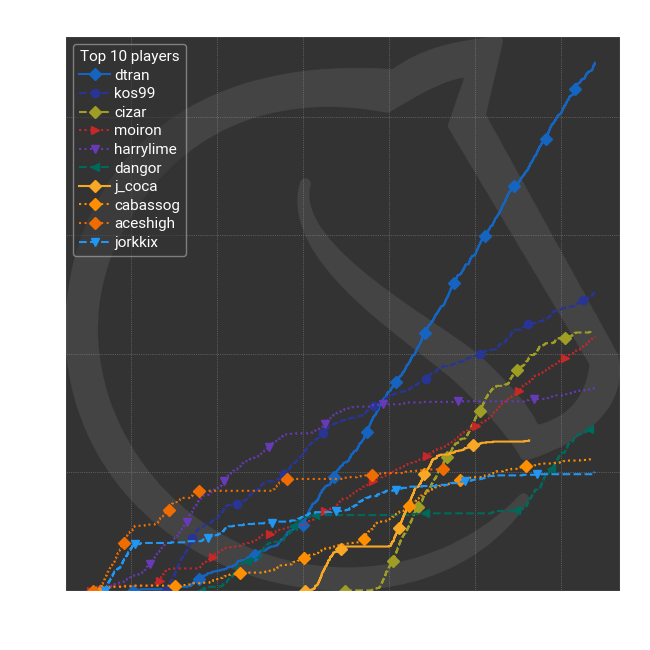 Top 10 players
dtran
kos99
cizar
moiron
harrylime
dangor
j_coca
cabassog
aceshigh
jorkkix